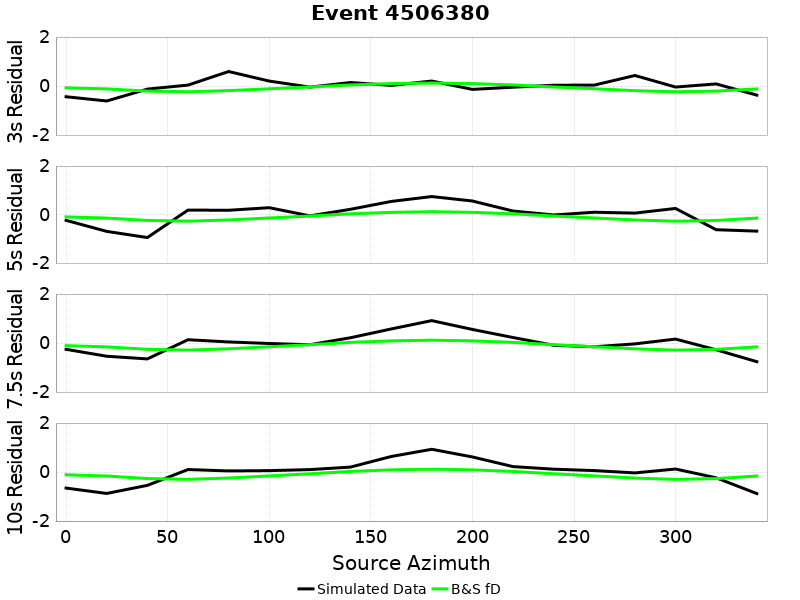 Event 4506380
3s Residual
2
0
-2
5s Residual
2
0
-2
7.5s Residual
2
0
-2
10s Residual
2
0
-2
0 50 100 150 200 250 300
Source Azimuth
Simulated Data B&S fD